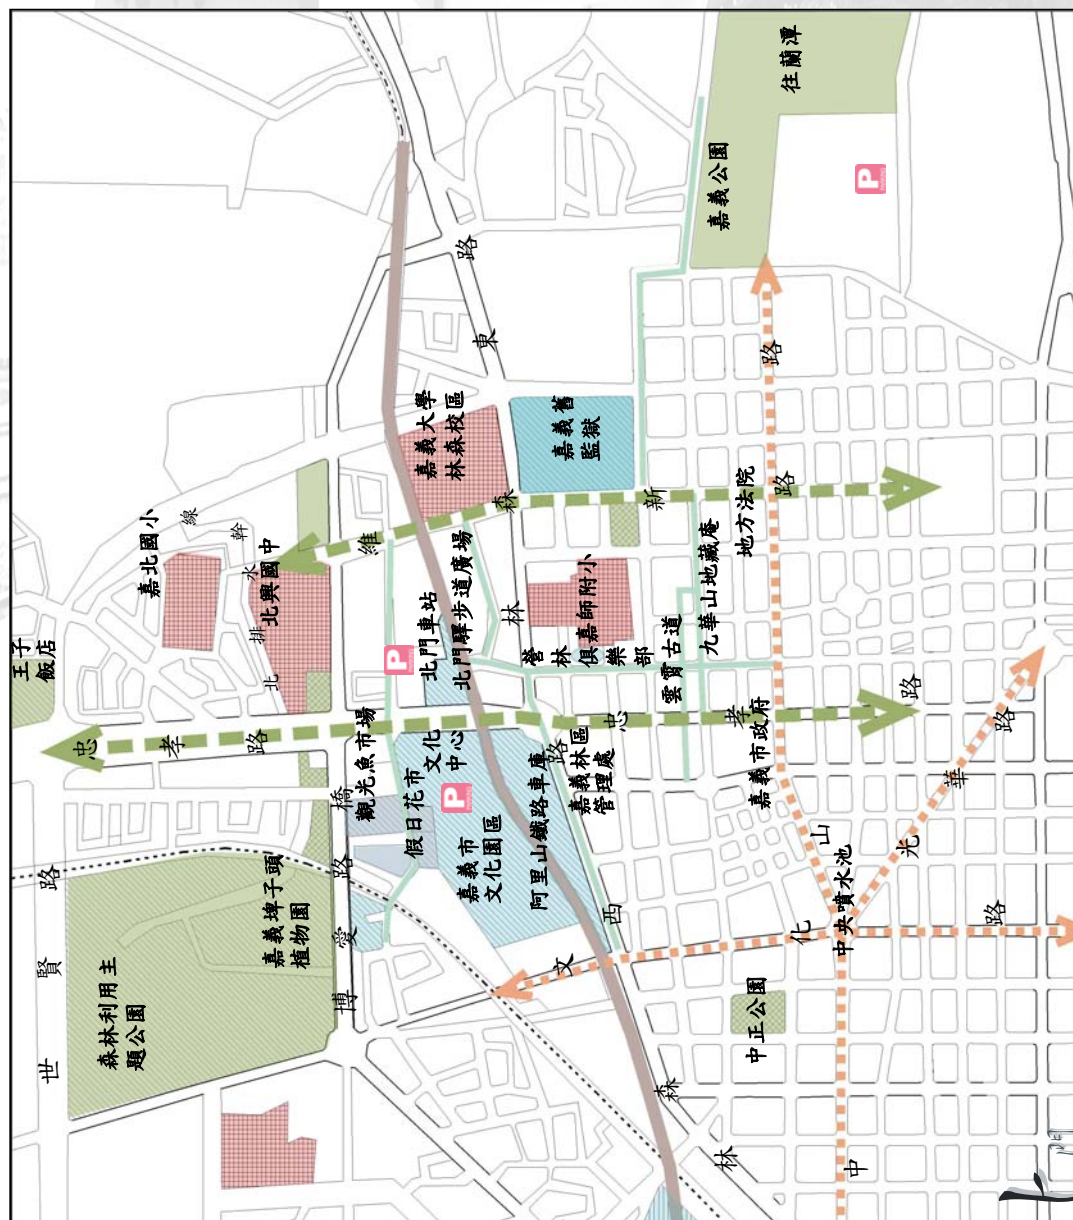 往蘭潭
嘉義公園
P
嘉義大學
林森校區
嘉義舊
監獄
地方法院
九華山地藏庵
嘉師附小
雲霄古道
營林俱樂部
嘉北國小
北興國中
北排水幹線
王子
飯店
北門車站
北門驛步道廣場
P
觀光魚市場
假日花市
文化
中心
P
嘉義市
文化園區
阿里山鐵路車庫
嘉義林區
管理處
嘉義市政府
中央噴水池
中正公園
嘉義埤子頭
植物園
森林利用主
題公園
世賢路
博愛路橋
忠孝路
忠孝路
維新路
林森東路
林森西路
文化路
中山路
光華路